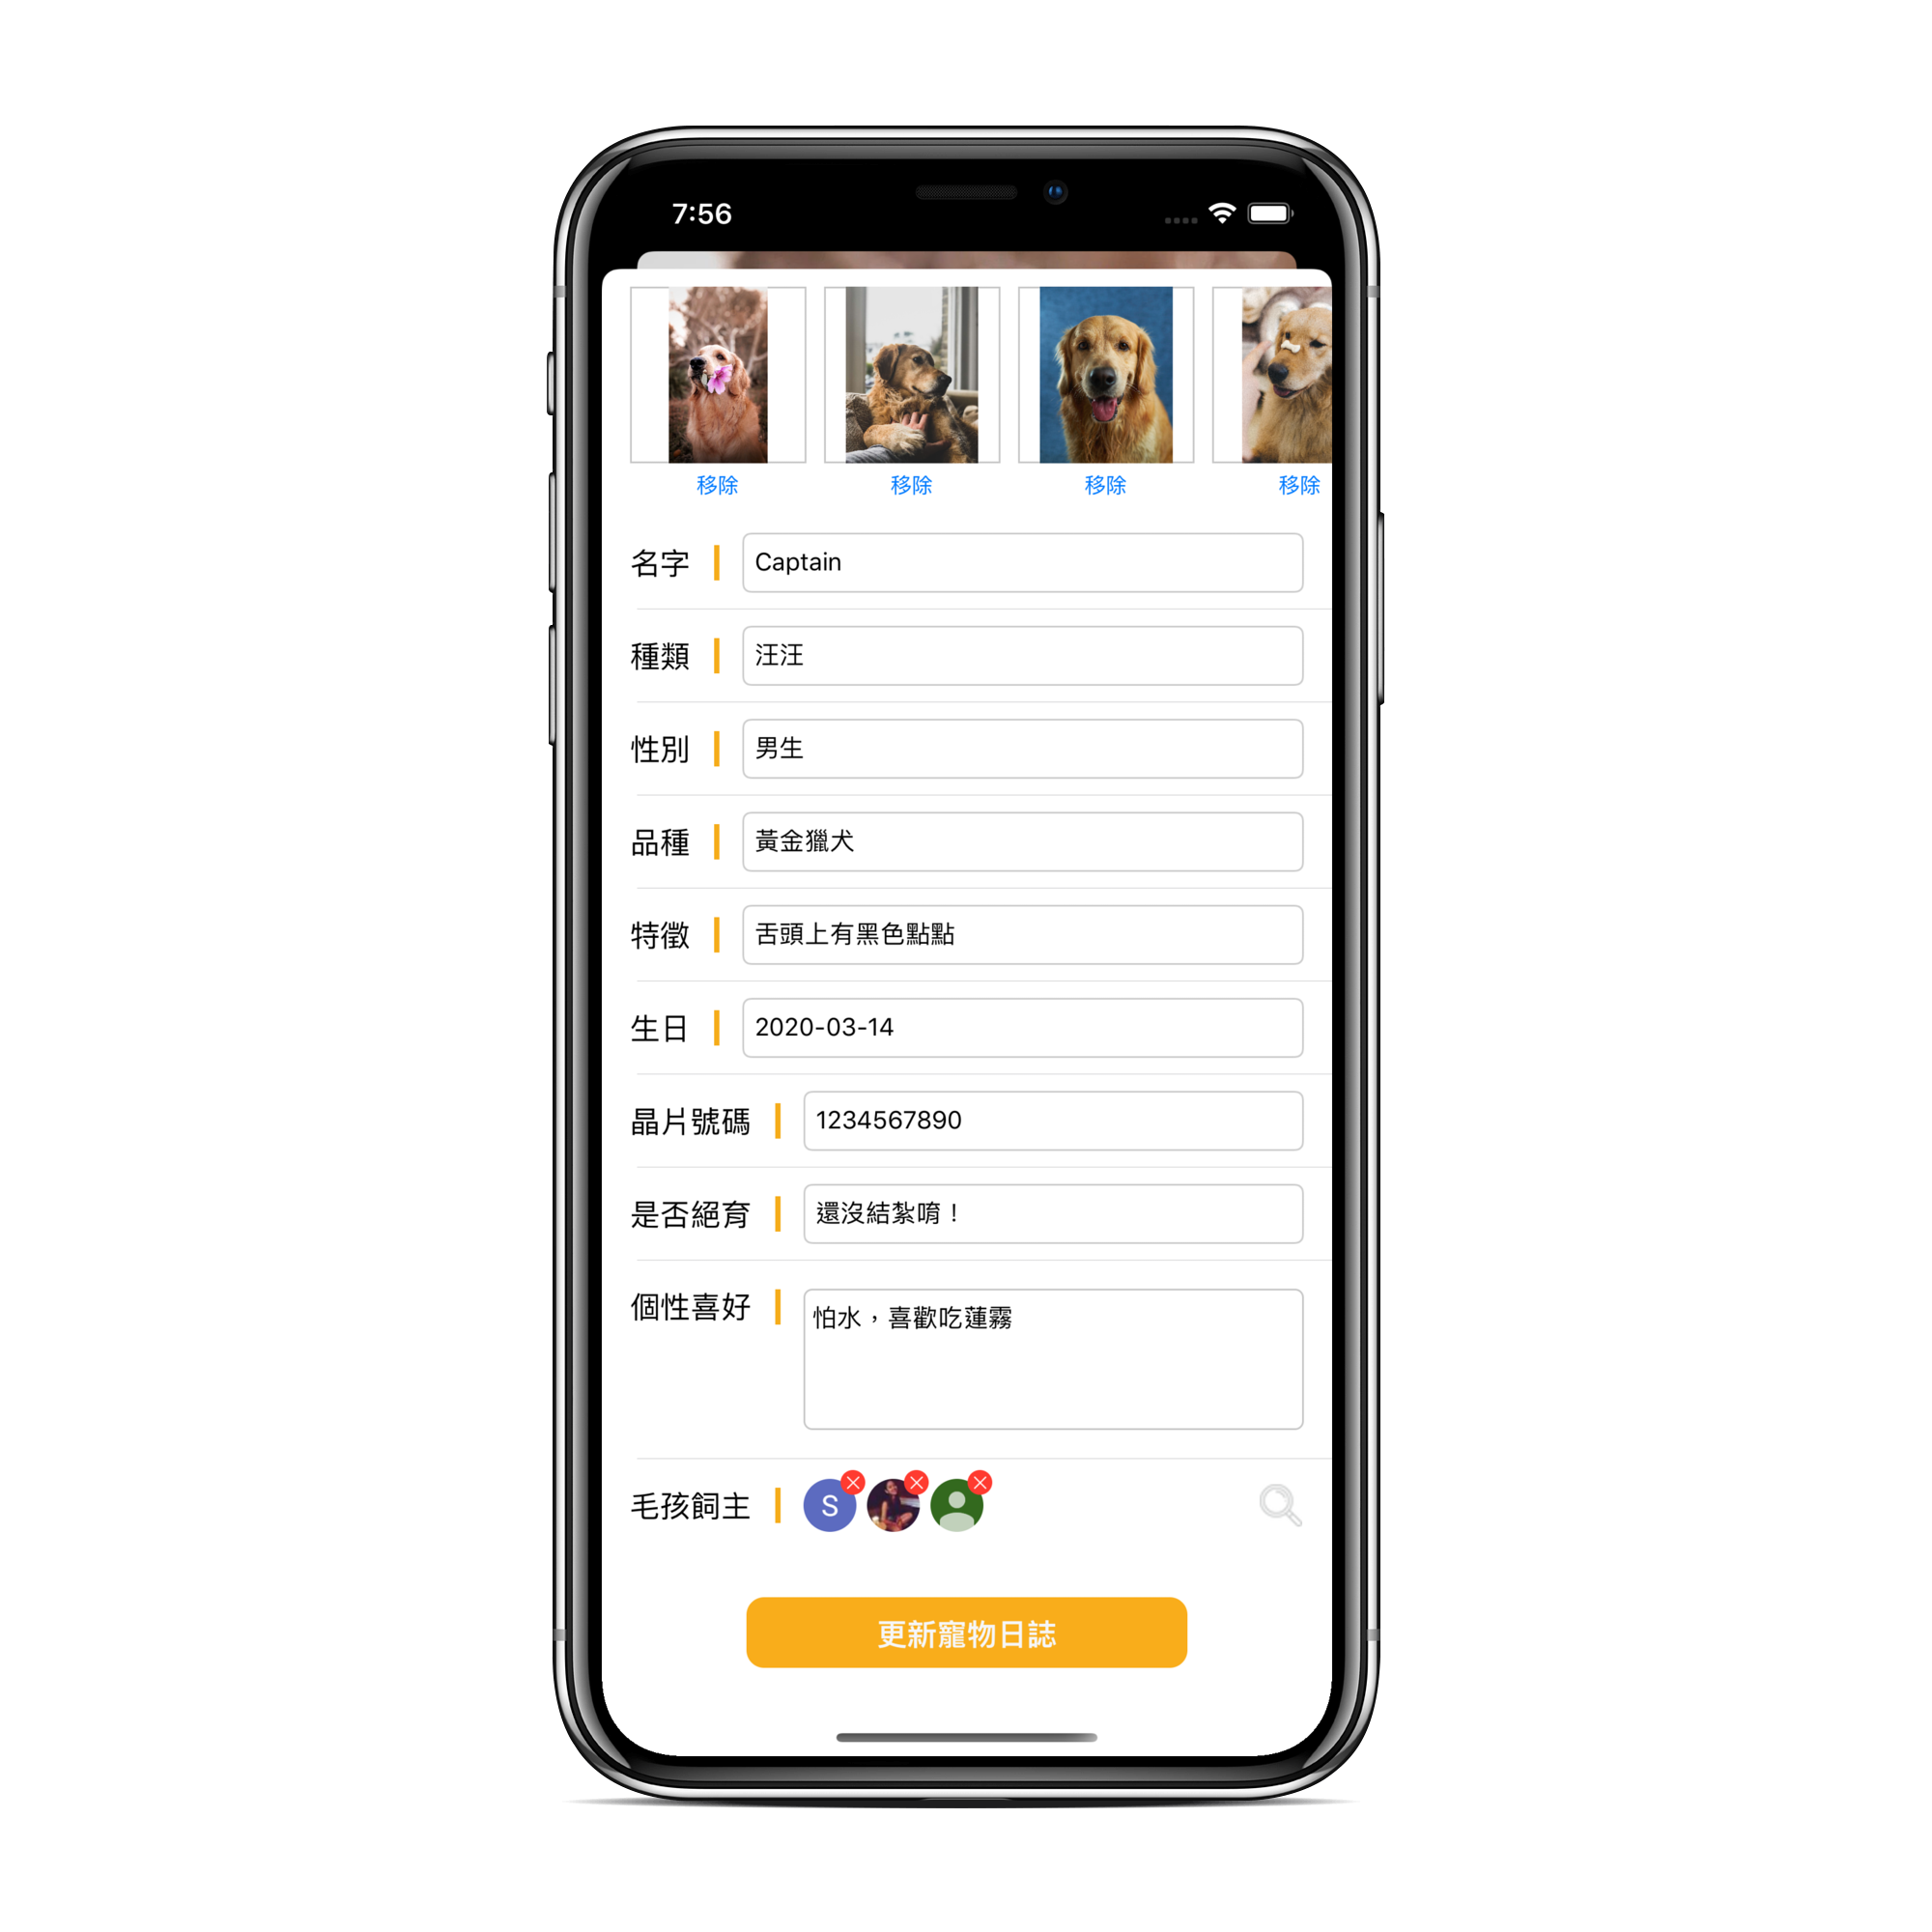 7:56
移除 移除 移除 移除
名字 Captain
種類 汪汪
性別 男生
品種 黃金獵犬
特徵 舌頭上有黑色點點
生日 2020-03-14
晶片號碼 1234567890
是否絕育 還沒結紮唷！
個性喜好 怕水，喜歡吃蓮霧
毛孩飼主 S
更新寵物日誌